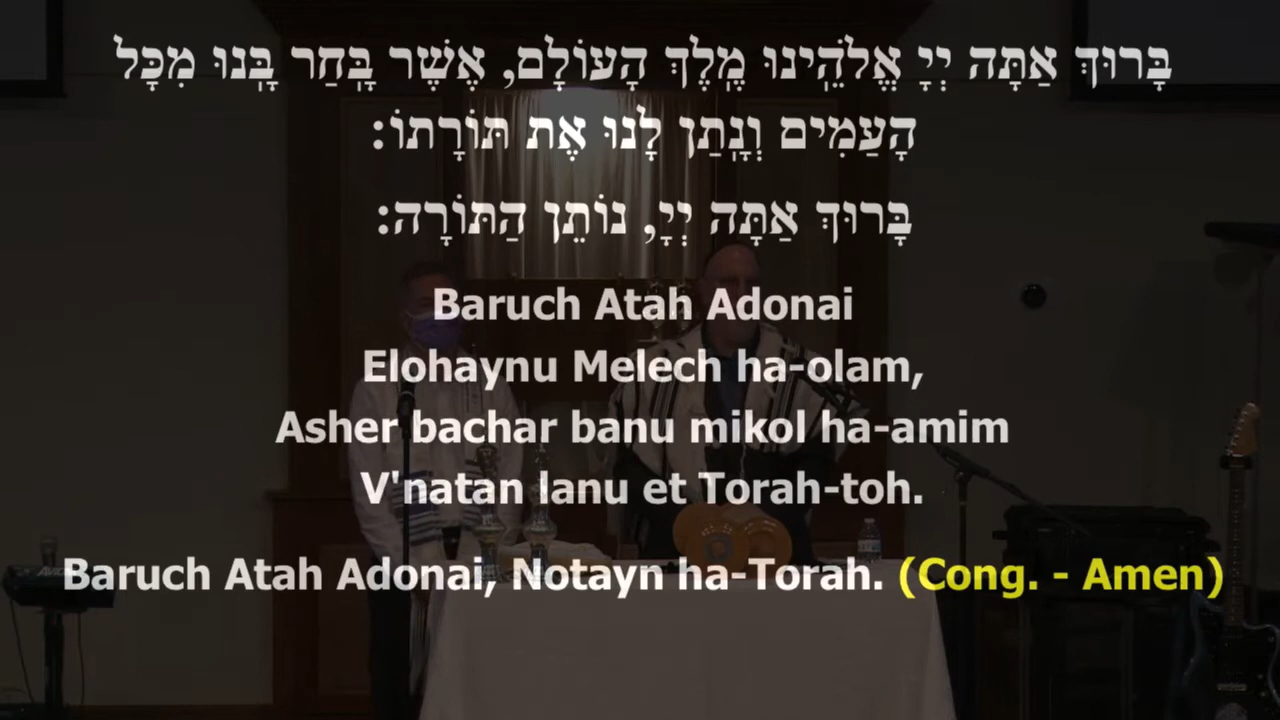 בָּרוּךְ אַתָּה יְיָ אֱלֹהֵֽינוּ מֶֽלֶךְ הָעוֹלָם, אֲשֶׁר בָּֽחַר בָּֽנוּ מִכָּל
הָעַמִּים וְנָֽתַן לָֽנוּ אֶת תּוֹרָתוֹ:
בָּרוּךְ אַתָּה יְיָ, נוֹתֵן הַתּוֹרָה:
Baruch Atah Adonai
Elohaynu Melech ha-olam,
Asher bachar banu mikol ha-amim
V'natan lanu et Torah-toh.
Baruch Atah Adonai, Notayn ha-Torah. (Cong. - Amen)